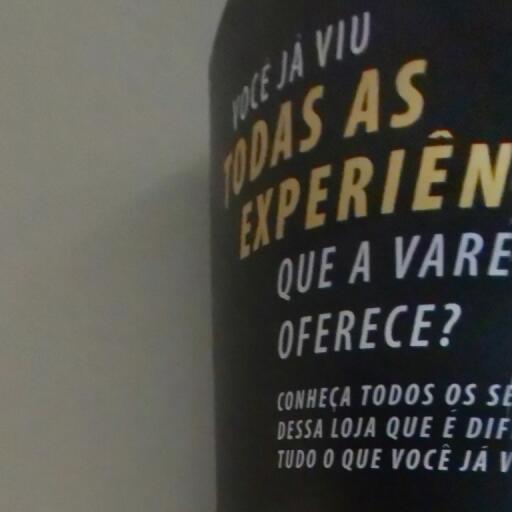 VOCÊ JÁ VIU
TODAS AS
EXPERIÊN
QUE A VARE
OFERECE?
CONHEÇA TODOS OS SE
DESSA LOJA QUE É DIF
TUDO O QUE VOCÊ JÁ V